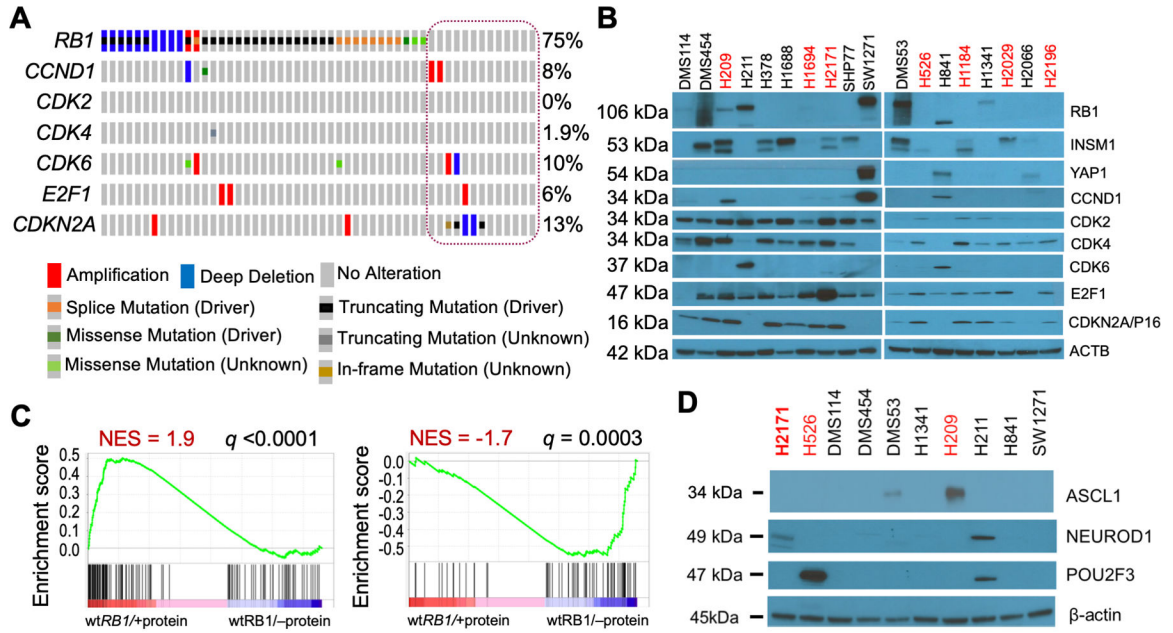 A
RB1 75%
CCND1 8%
CDK2 0%
CDK4 1.9%
CDK6 10%
E2F1 6%
CDKN2A 13%
Amplification Deep Deletion No Alteration
Splice Mutation (Driver) Truncating Mutation (Driver)
Missense Mutation (Driver) Truncating Mutation (Unknown)
Missense Mutation (Unknown) In-frame Mutation (Unknown)
B
DMS114 DMS454 H209 H211 H378 H1688 H1694 H2171 SHP77 SW1271 DMS53 H526 H841 H1184 H1341 H2029 H2066 H2196
106 kDa RB1
53 kDa INSM1
54 kDa YAP1
34 kDa CCND1
34 kDa CDK2
34 kDa CDK4
37 kDa CDK6
47 kDa E2F1
16 kDa CDKN2A/P16
42 kDa ACTB
C
NES = 1.9 q <0.0001
Enrichment score
0.5
0.4
0.3
0.2
0.1
0.0
wtRB1/+protein wtRB1/–protein
NES = -1.7 q = 0.0003
Enrichment score
0.0
-0.1
-0.2
-0.3
-0.4
-0.5
wtRB1/+protein wtRB1/–protein
D
H2171 H526 DMS114 DMS454 DMS53 H1341 H209 H211 H841 SW1271
34 kDa ASCL1
49 kDa NEUROD1
47 kDa POU2F3
45kDa β-actin